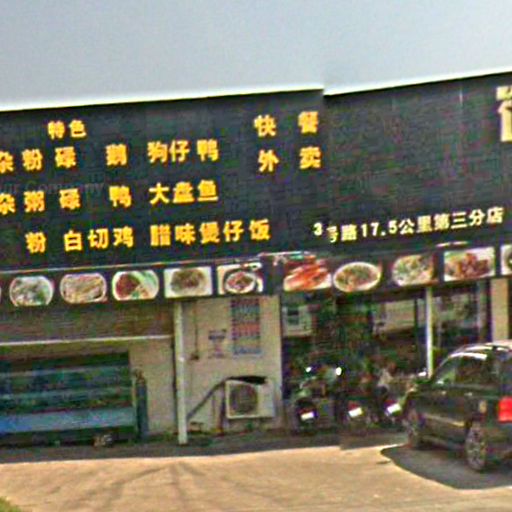 特色
杂粉 碌 鹅 狗仔鸭 快餐
杂粥 碌 鸭 大盘鱼 外卖
粉 白切鸡 腊味煲仔饭 3号路17.5公里第三分店